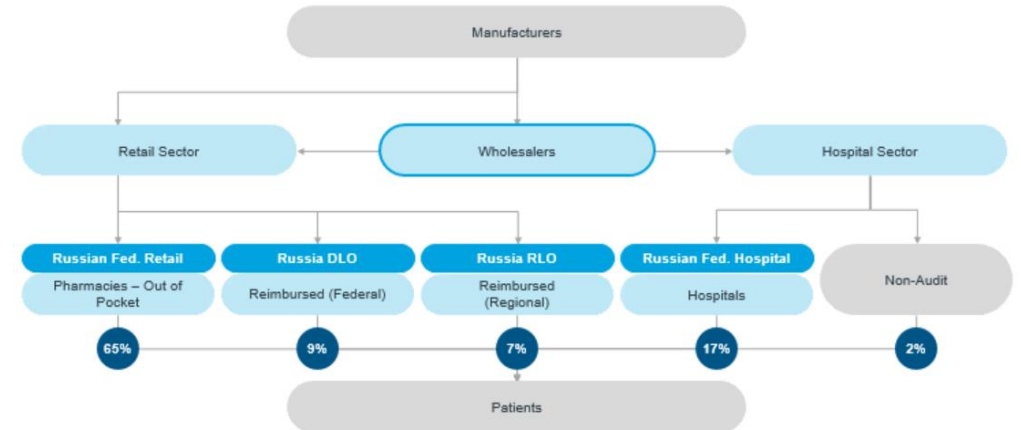 Manufacturers
Retail Sector
Wholesalers
Hospital Sector
Russian Fed. Retail
Pharmacies – Out of
Pocket
65%
Russia DLO
Reimbursed (Federal)
9%
Russia RLO
Reimbursed
(Regional)
7%
Russian Fed. Hospital
Hospitals
17%
Non-Audit
2%
Patients